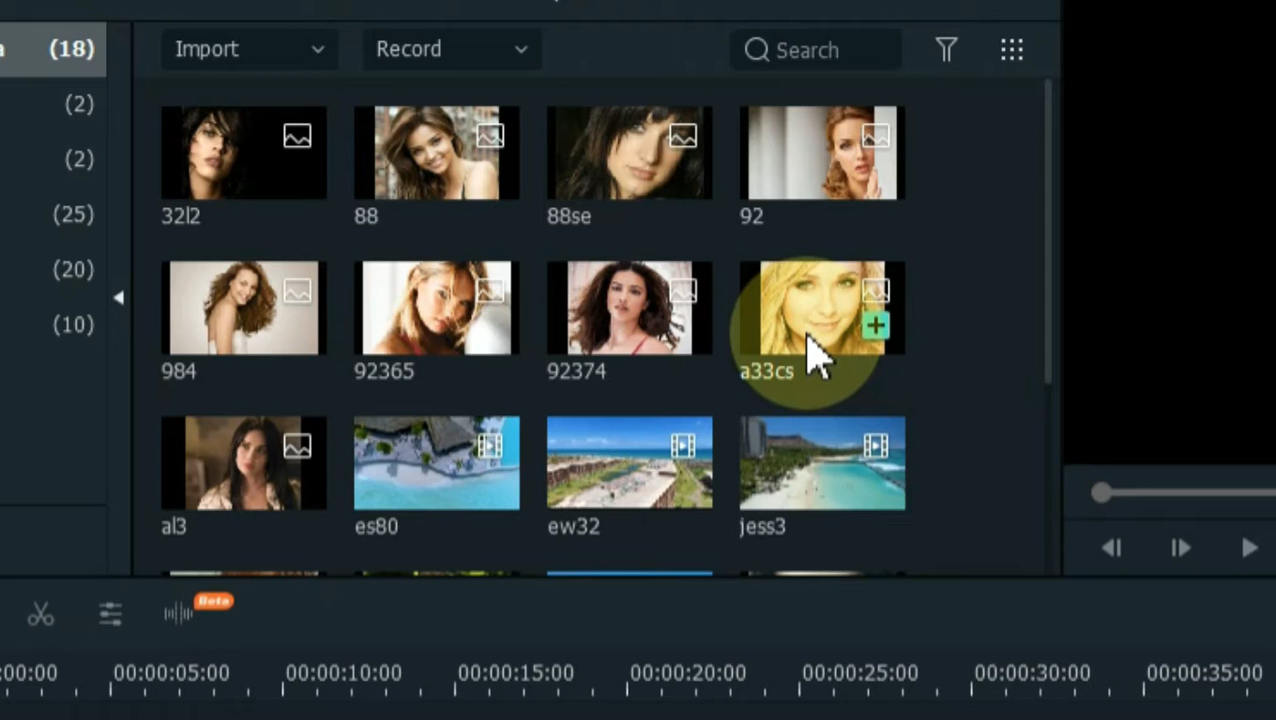 a (18)
Import
Record
Search
(2)
(2)
(25)
(20)
(10)
32l2
88
88se
92
984
92365
92374
a33cs
al3
es80
ew32
jess3
Beta
:00:00 00:00:05:00 00:00:10:00 00:00:15:00 00:00:20:00 00:00:25:00 00:00:30:00 00:00:35:00